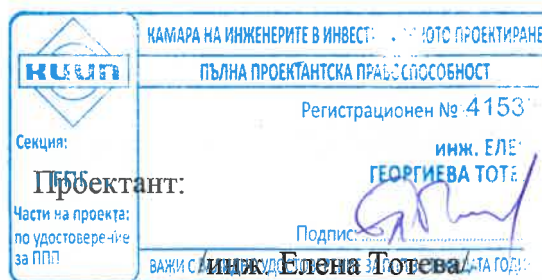 КАМАРА НА ИНЖЕНЕРИТЕ В ИНВЕСТ НОТО ПРОЕКТИРАНЕ
КИИП
ПЪЛНА ПРОЕКТАНТСКА ПРАВОСПОСОБНОСТ
Регистрационен № 4153
Секция:
инж. ЕЛЕ
ГЕОРГИЕВА ТОТЕ
Проектант:
Части на проекта:
по удостоверение
за ППП
Подпис:
/инж. Елена Тотева/
ВАЖИ С